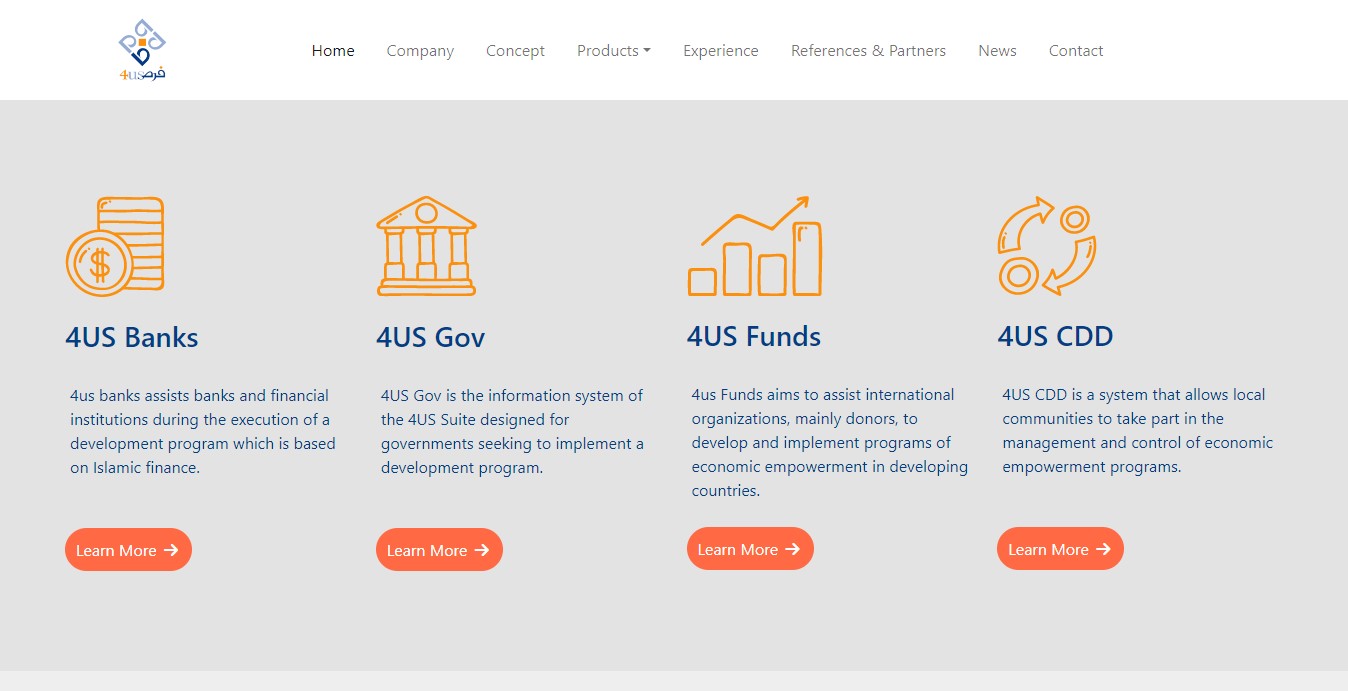 4us فرص
Home Company Concept Products Experience References & Partners News Contact
4US Banks
4us banks assists banks and financial
institutions during the execution of a
development program which is based
on Islamic finance.
Learn More
4US Gov
4US Gov is the information system of
the 4US Suite designed for
governments seeking to implement a
development program.
Learn More
4US Funds
4us Funds aims to assist international
organizations, mainly donors, to
develop and implement programs of
economic empowerment in developing
countries.
Learn More
4US CDD
4US CDD is a system that allows local
communities to take part in the
management and control of economic
empowerment programs.
Learn More